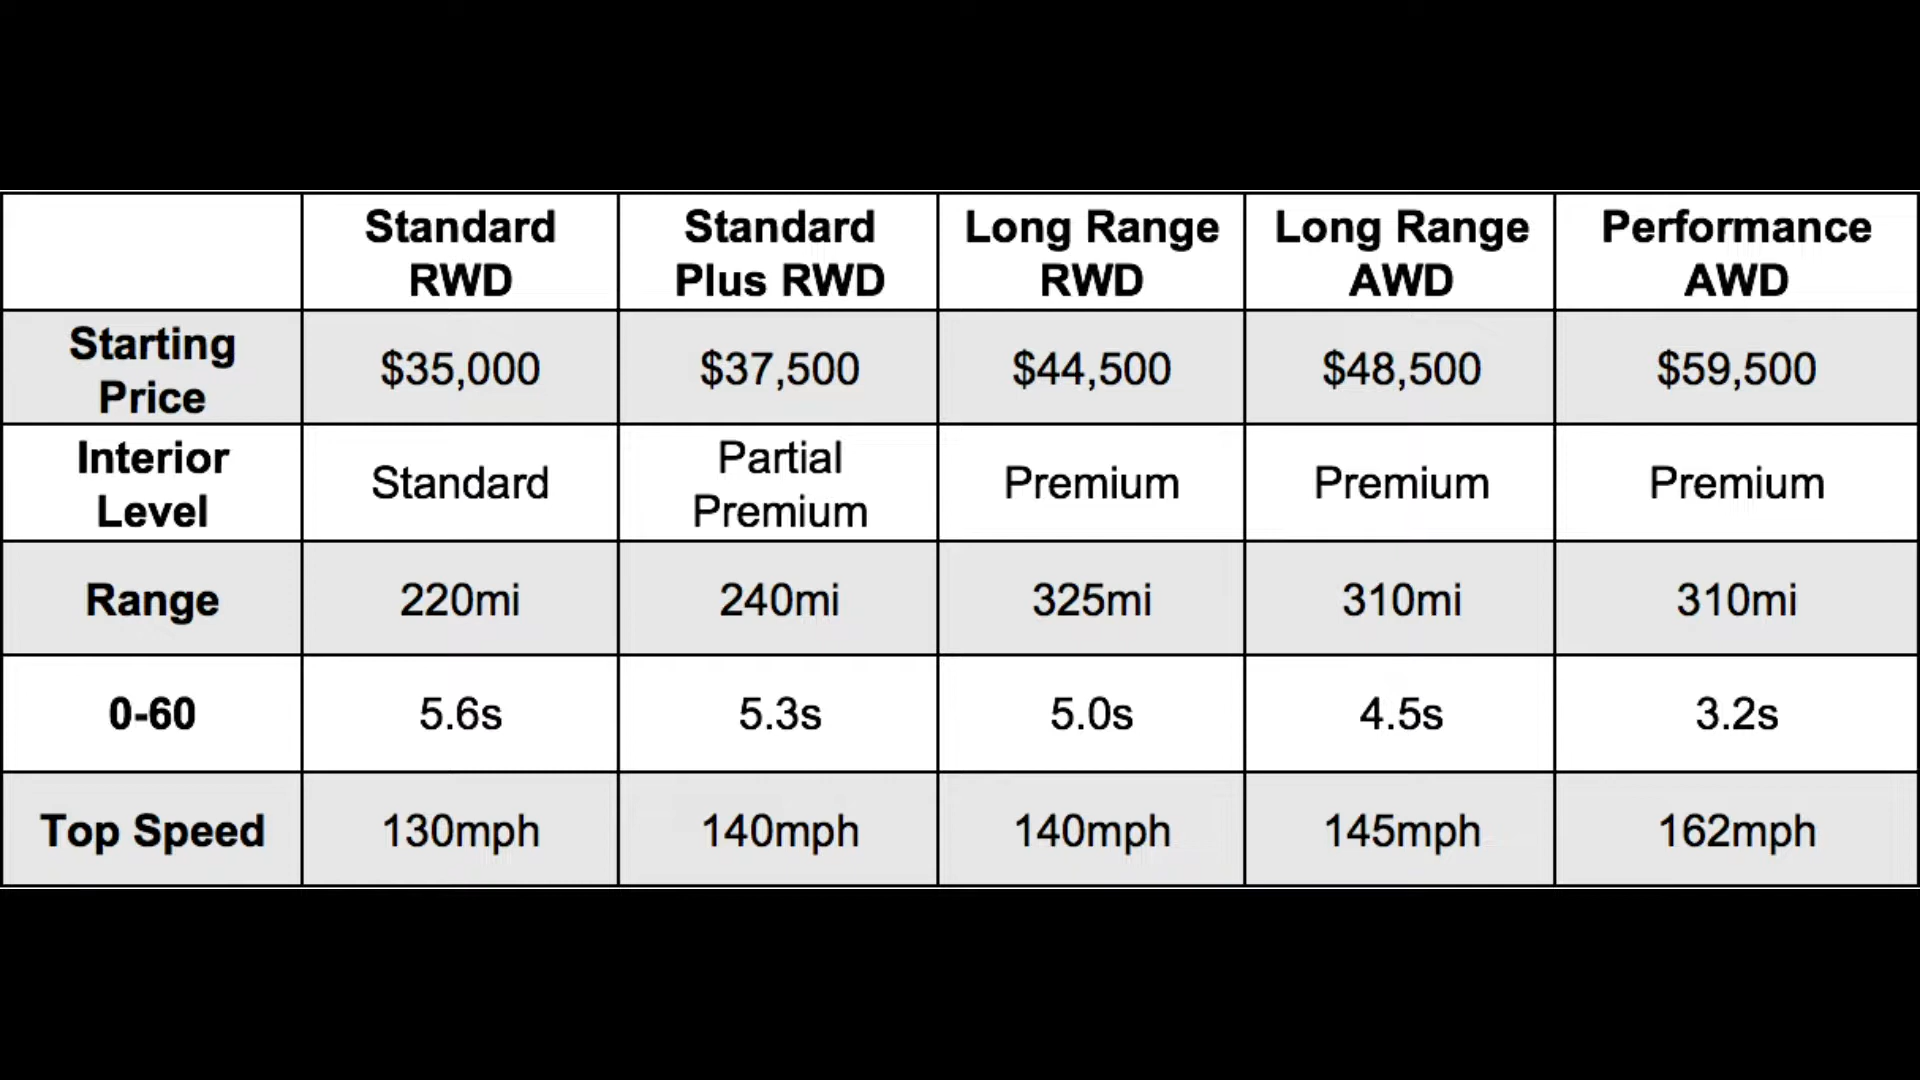 Standard RWD
Standard Plus RWD
Long Range RWD
Long Range AWD
Performance AWD
Starting Price
$35,000
$37,500
$44,500
$48,500
$59,500
Interior Level
Standard
Partial Premium
Premium
Premium
Premium
Range
220mi
240mi
325mi
310mi
310mi
0-60
5.6s
5.3s
5.0s
4.5s
3.2s
Top Speed
130mph
140mph
140mph
145mph
162mph